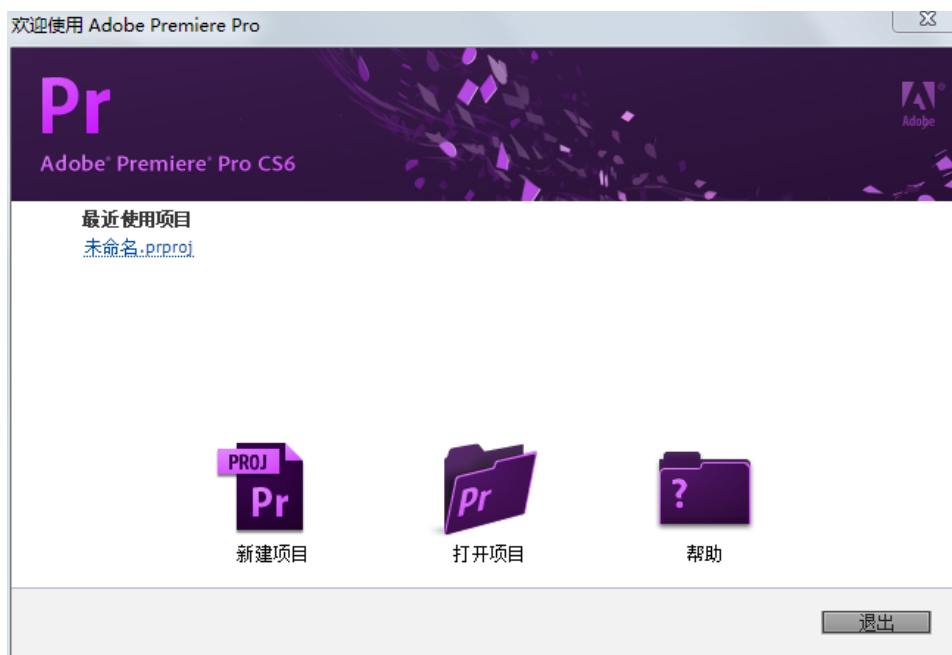 欢迎使用 Adobe Premiere Pro
Pr
Adobe® Premiere® Pro CS6
Adobe®
最近使用项目
未命名.prproj
PROJ
Pr
Pr
?
新建项目
打开项目
帮助
退出